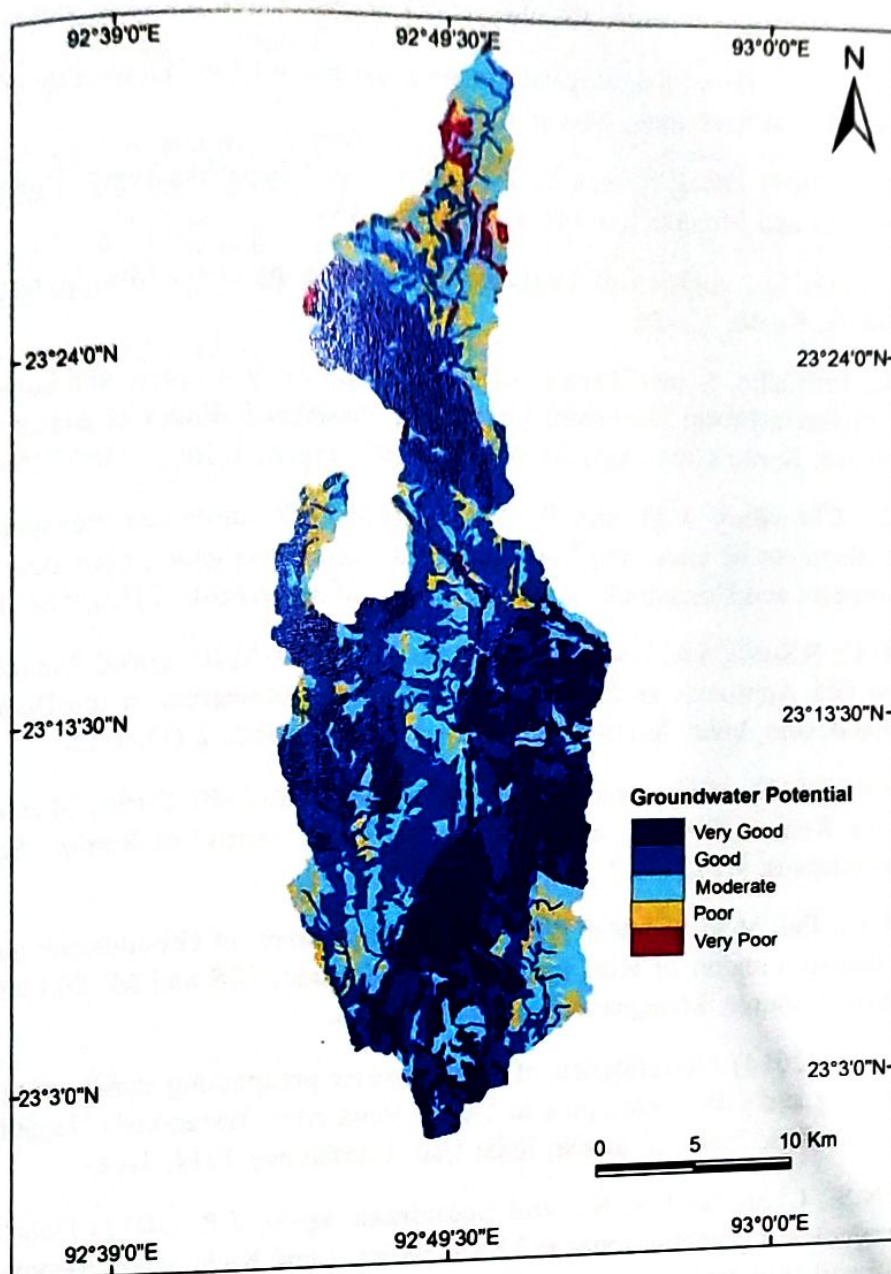 92°39'0"E 92°49'30"E 93°0'0"E
N
23°24'0"N 23°24'0"N
23°13'30"N 23°13'30"N
Groundwater Potential
Very Good
Good
Moderate
Poor
Very Poor
23°3'0"N 23°3'0"N
0 5 10 Km
92°39'0"E 92°49'30"E 93°0'0"E